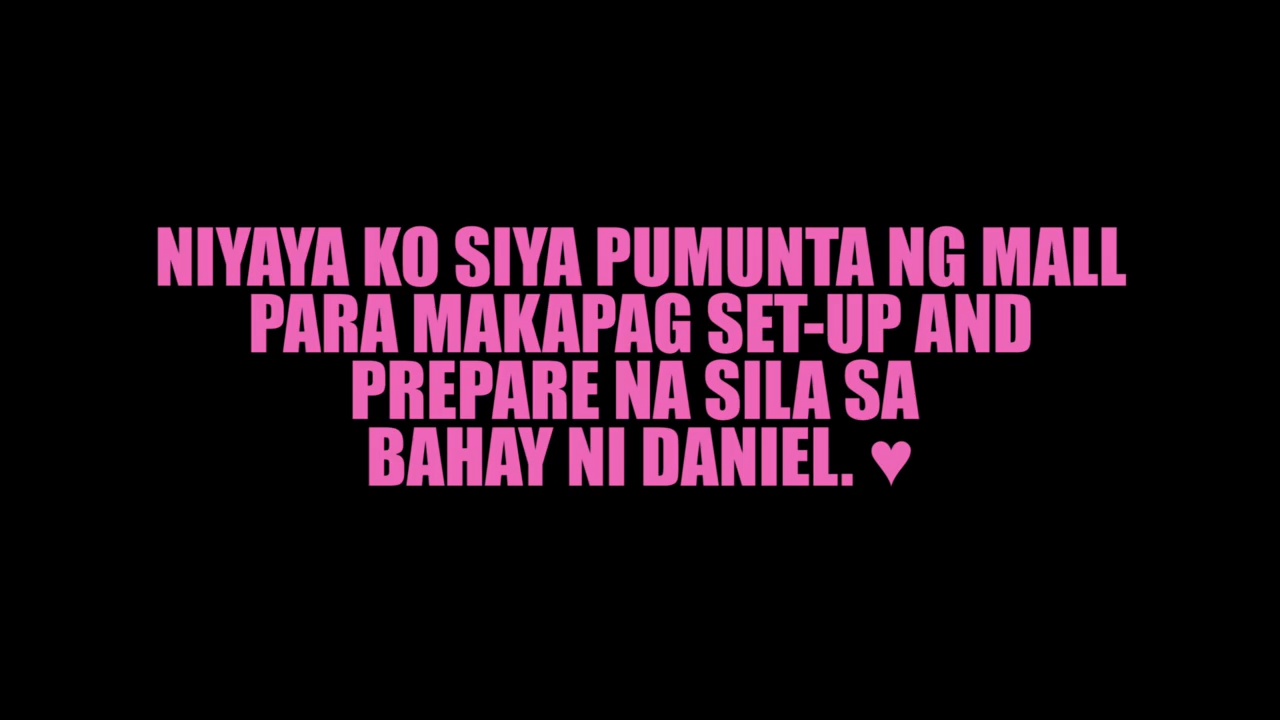 NIYAYA KO SIYA PUMUNTA NG MALL
PARA MAKAPAG SET-UP AND
PREPARE NA SILA SA
BAHAY NI DANIEL. ♥